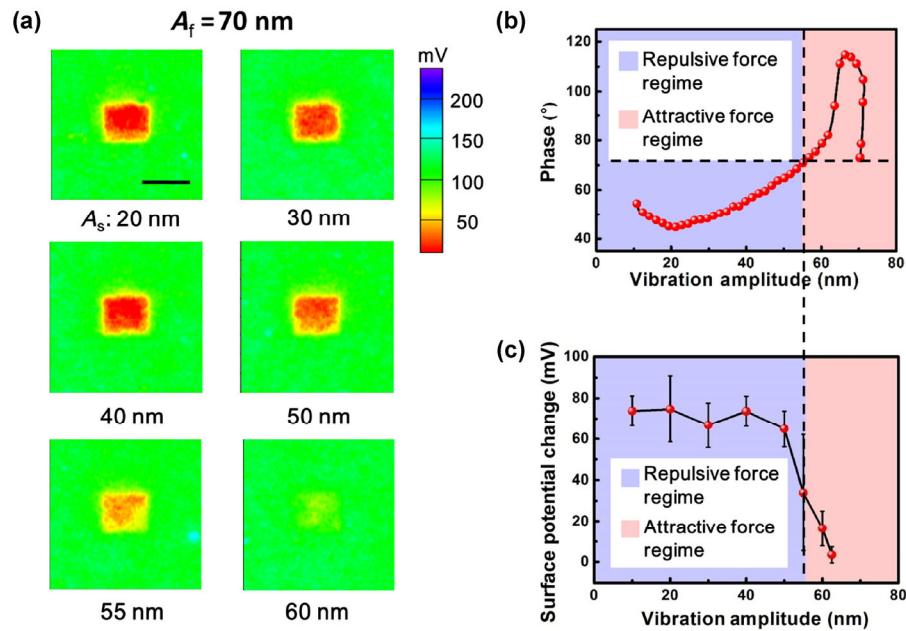 (a)
A_f = 70 nm
mV
200
150
100
50
A_s: 20 nm
30 nm
40 nm
50 nm
55 nm
60 nm
(b)
Phase (°)
120
100
80
60
40
Repulsive force
regime
Attractive force
regime
0 20 40 60 80
Vibration amplitude (nm)
(c)
Surface potential change (mV)
100
80
60
40
20
0
Repulsive force
regime
Attractive force
regime
0 20 40 60 80
Vibration amplitude (nm)